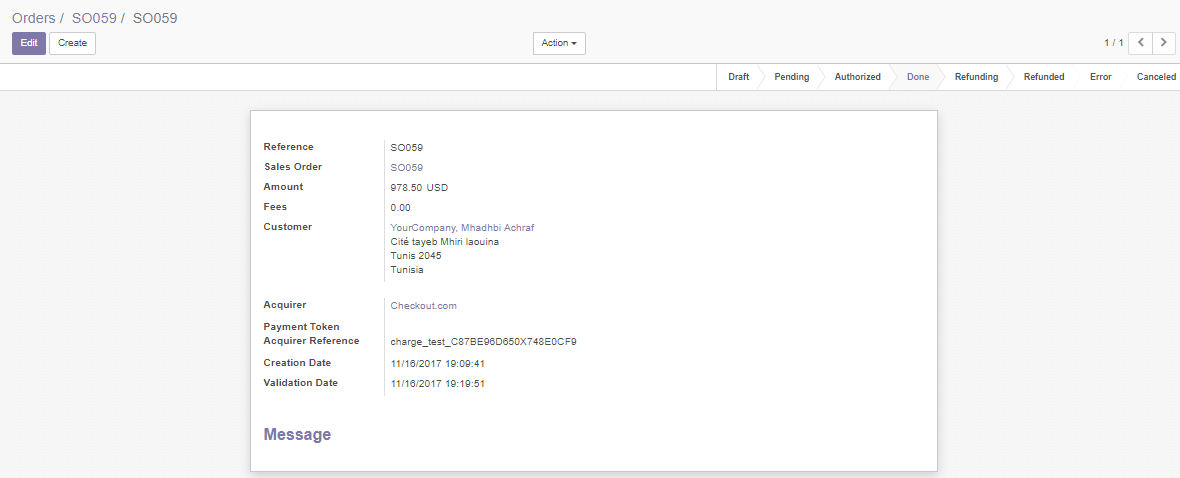 Orders / SO059 / SO059
Edit Create Action 1 / 1
Draft Pending Authorized Done Refunding Refunded Error Canceled
Reference SO059
Sales Order SO059
Amount 978.50 USD
Fees 0.00
Customer YourCompany, Mhadhbi Achraf
Cité tayeb Mhiri laouina
Tunis 2045
Tunisia
Acquirer Checkout.com
Payment Token
Acquirer Reference charge_test_C87BE96D650X748E0CF9
Creation Date 11/16/2017 19:09:41
Validation Date 11/16/2017 19:19:51
Message